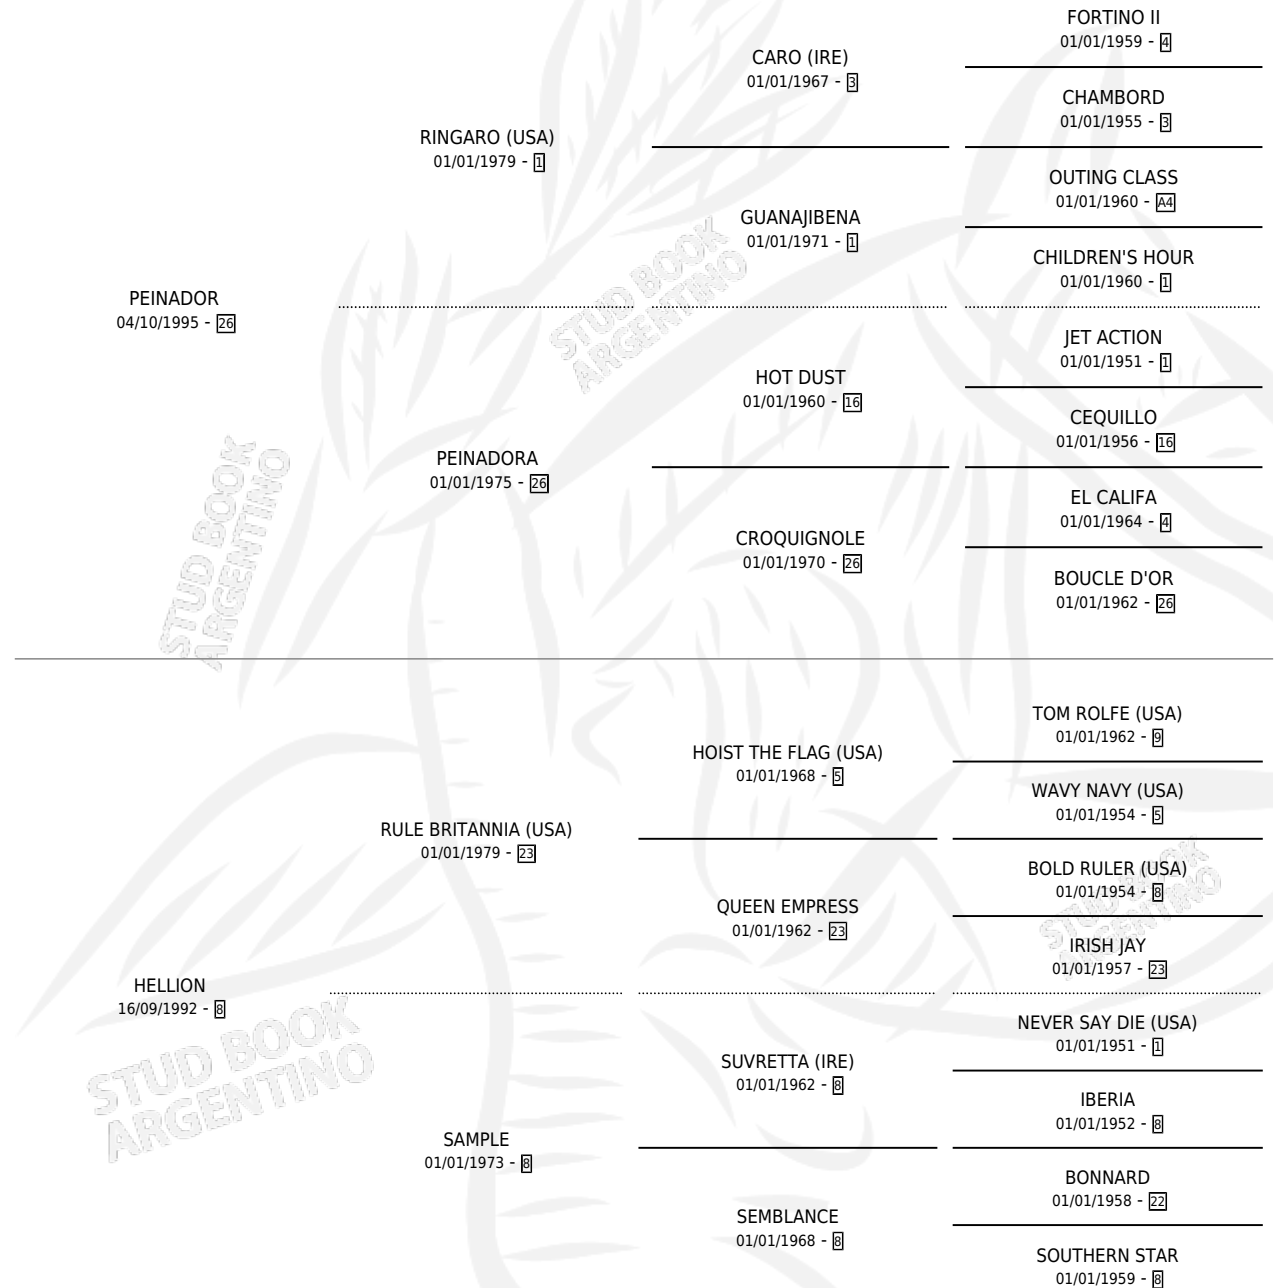 FORTINO II
01/01/1959 - 4
CARO (IRE)
01/01/1967 - 3
CHAMBORD
01/01/1955 - 3
RINGARO (USA)
01/01/1979 - 1
OUTING CLASS
01/01/1960 - A4
GUANAJIBENA
01/01/1971 - 1
CHILDREN'S HOUR
01/01/1960 - 1
PEINADOR
04/10/1995 - 26
JET ACTION
01/01/1951 - 1
HOT DUST
01/01/1960 - 16
CEQUILLO
01/01/1956 - 16
PEINADORA
01/01/1975 - 26
EL CALIFA
01/01/1964 - 4
CROQUIGNOLE
01/01/1970 - 26
BOUCLE D'OR
01/01/1962 - 26
STUD BOOK
ARGENTINO
STUD BOOK
ARGENTINO
TOM ROLFE (USA)
01/01/1962 - 9
HOIST THE FLAG (USA)
01/01/1968 - 5
WAVY NAVY (USA)
01/01/1954 - 5
RULE BRITANNIA (USA)
01/01/1979 - 23
BOLD RULER (USA)
01/01/1954 - 8
QUEEN EMPRESS
01/01/1962 - 23
IRISH JAY
01/01/1957 - 23
STUD BOOK
ARGENTINO
HELLION
16/09/1992 - 8
NEVER SAY DIE (USA)
01/01/1951 - 1
SUVRETTA (IRE)
01/01/1962 - 8
IBERIA
01/01/1952 - 8
STUD BOOK
ARGENTINO
SAMPLE
01/01/1973 - 8
BONNARD
01/01/1958 - 22
SEMBLANCE
01/01/1968 - 8
SOUTHERN STAR
01/01/1959 - 8